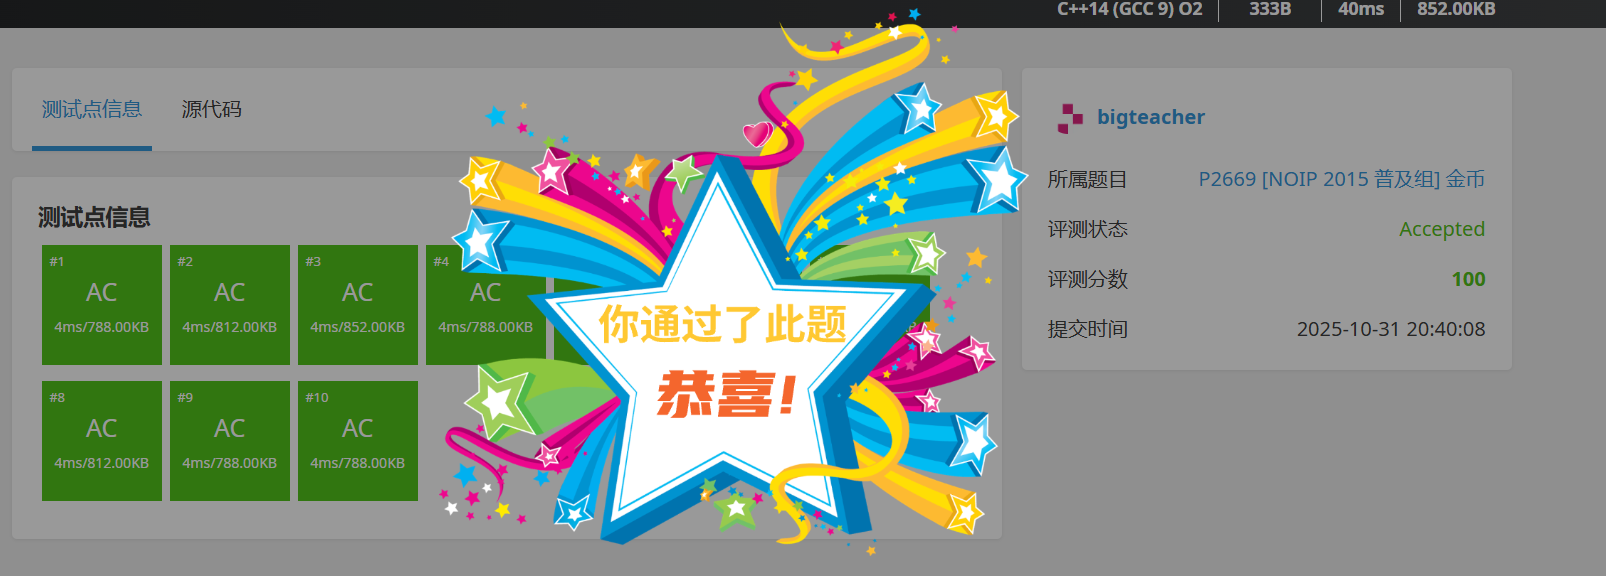 C++14 (GCC 9) O2 333B 40ms 852.00KB
测试点信息 源代码
bigteacher
所属题目 P2669 [NOIP 2015 普及组] 金币
评测状态 Accepted
评测分数 100
提交时间 2025-10-31 20:40:08
测试点信息
#1 #2 #3 #4
AC AC AC AC
4ms/788.00KB 4ms/812.00KB 4ms/852.00KB 4ms/788.00KB
你通过了此题
恭喜!
#8 #9 #10
AC AC AC
4ms/812.00KB 4ms/788.00KB 4ms/788.00KB